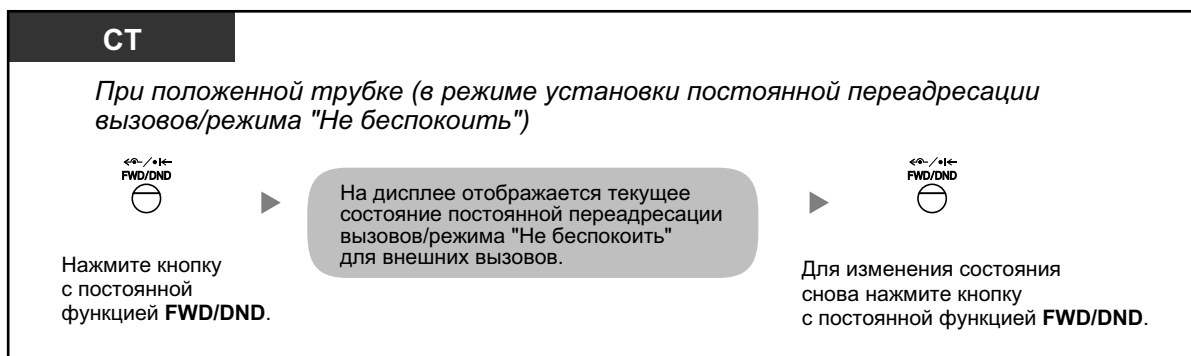 СТ
При положенной трубке (в режиме установки постоянной переадресации
вызовов/режима "Не беспокоить")
FWD/DND
Нажмите кнопку
с постоянной
функцией FWD/DND.
На дисплее отображается текущее
состояние постоянной переадресации
вызовов/режима "Не беспокоить"
для внешних вызовов.
FWD/DND
Для изменения состояния
снова нажмите кнопку
с постоянной функцией FWD/DND.